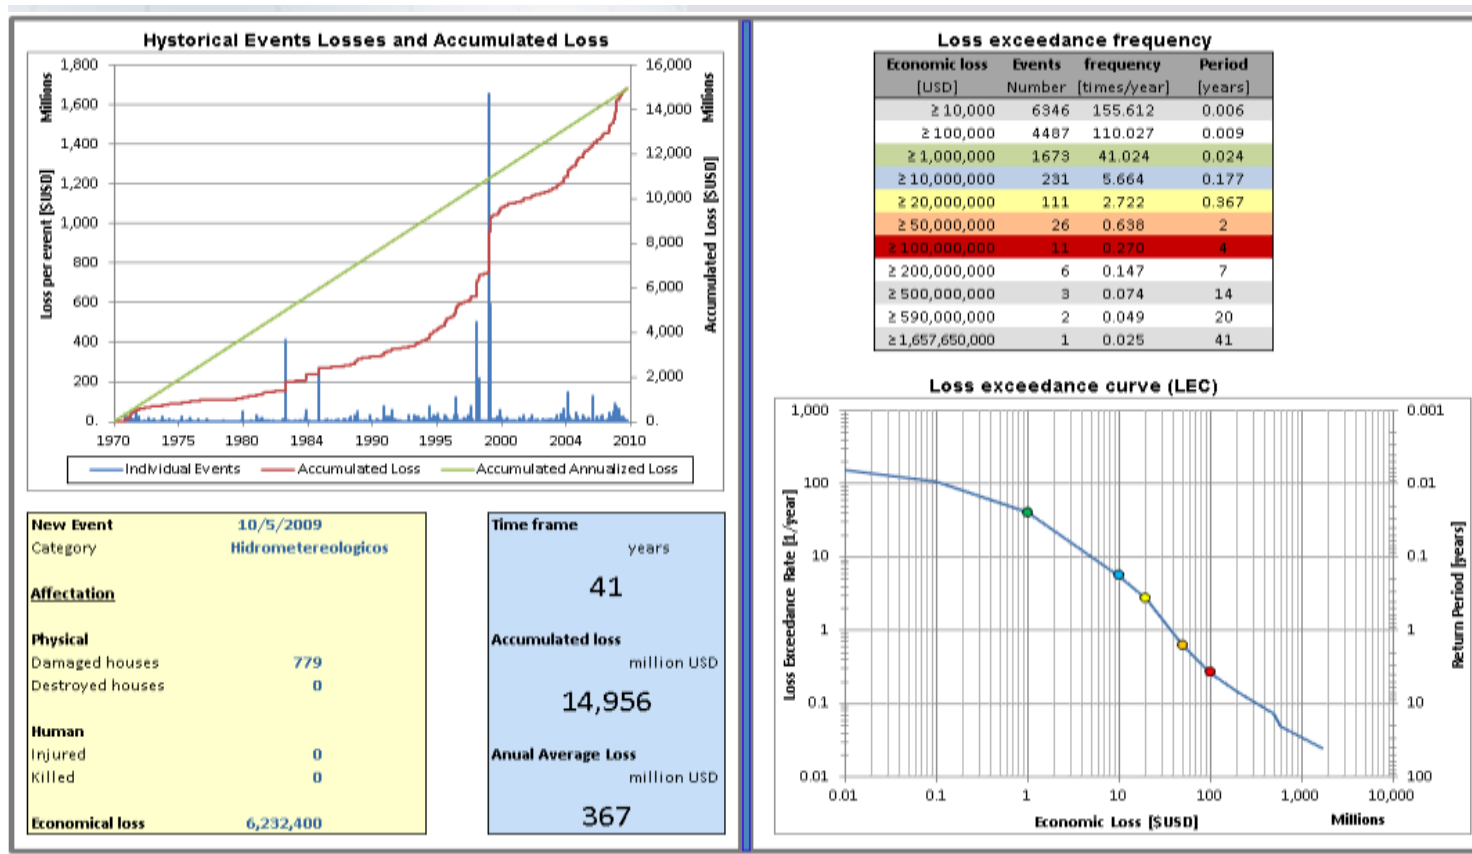 Hystorical Events Losses and Accumulated Loss
Millions
Loss per event [$USD]
1,800
1,600
1,400
1,200
1,000
800
600
400
200
0.
16,000
14,000
12,000
10,000
8,000
6,000
4,000
2,000
0.
Millions
Accumulated Loss [$USD]
1970 1975 1980 1984 1990 1995 2000 2004 2010
Individual Events Accumulated Loss Accumulated Annualized Loss
New Event 10/5/2009
Category Hidrometereologicos
Affectation
Physical
Damaged houses 779
Destroyed houses 0
Human
Injured 0
Killed 0
Economical loss 6,232,400
Time frame
years
41
Accumulated loss
million USD
14,956
Anual Average Loss
million USD
367
Loss exceedance frequency
Economic loss Events frequency Period
[USD] Number [times/year] [years]
≥ 10,000 6346 155.612 0.006
≥ 100,000 4487 110.027 0.009
≥ 1,000,000 1673 41.024 0.024
≥ 10,000,000 231 5.664 0.177
≥ 20,000,000 111 2.722 0.367
≥ 50,000,000 26 0.638 2
≥ 100,000,000 11 0.270 4
≥ 200,000,000 6 0.147 7
≥ 500,000,000 3 0.074 14
≥ 590,000,000 2 0.049 20
≥ 1,657,650,000 1 0.025 41
Loss exceedance curve (LEC)
Loss Exceedance Rate [1/year]
1,000
100
10
1
0.1
0.01
0.001
0.01
0.1
1
10
100
Return Period [years]
0.01 0.1 1 10 100 1,000 10,000
Economic Loss [$USD] Millions